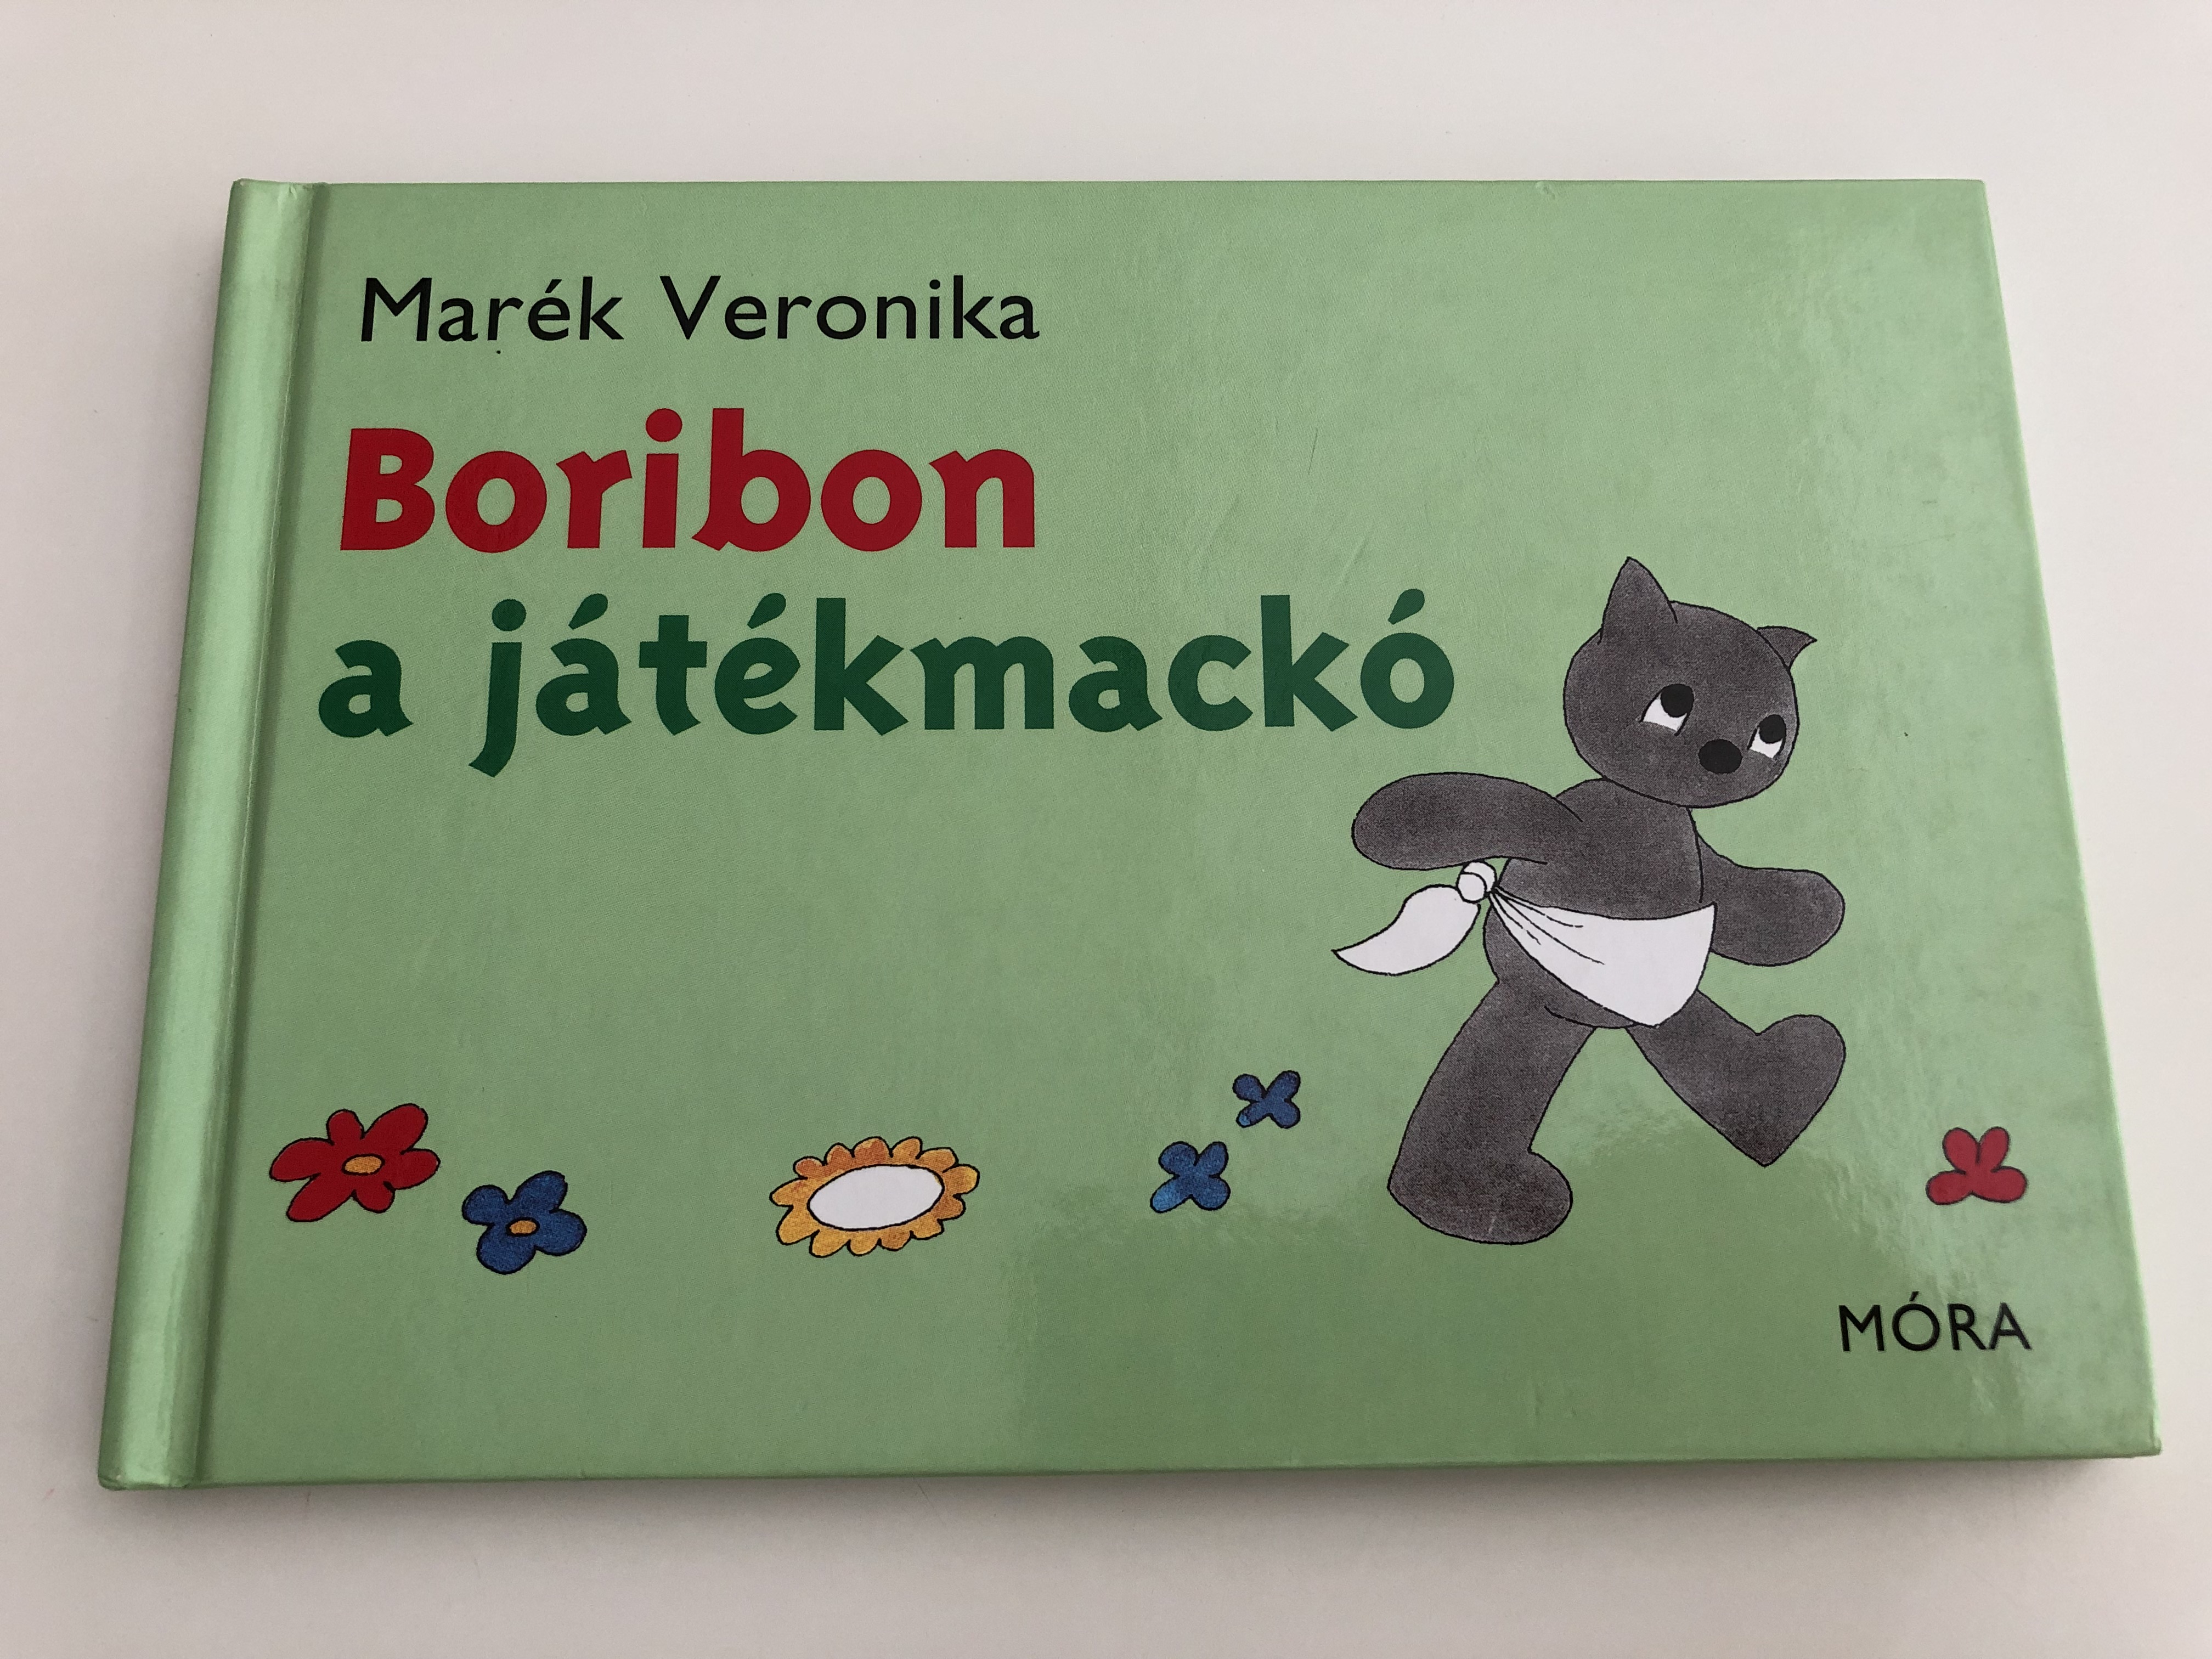 Marék Veronika
Boribon
a játékmackó
MÓRA